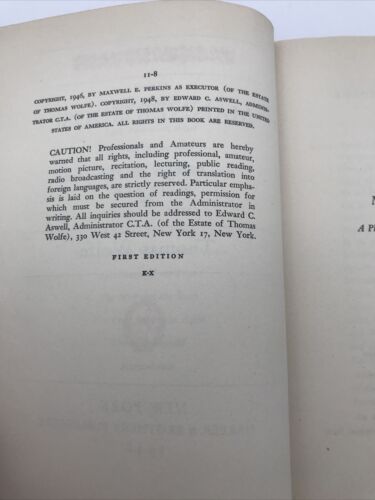 11-8
COPYRIGHT, 1946, BY MAXWELL E. PERKINS AS EXECUTOR (OF THE ESTATE
OF THOMAS WOLFE). COPYRIGHT, 1948, BY EDWARD C. ASWELL, ADMINIS-
TRATOR C.T.A. (OF THE ESTATE OF THOMAS WOLFE) PRINTED IN THE UNITED
STATES OF AMERICA. ALL RIGHTS IN THIS BOOK ARE RESERVED.
CAUTION! Professionals and Amateurs are hereby
warned that all rights, including professional, amateur,
motion picture, recitation, lecturing, public reading,
radio broadcasting and the right of translation into
foreign languages, are strictly reserved. Particular empha-
sis is laid on the question of readings, permission for
which must be secured from the Administrator in
writing. All inquiries should be addressed to Edward C.
Aswell, Administrator C.T.A. (of the Estate of Thomas
Wolfe), 330 West 42 Street, New York 17, New York.
FIRST EDITION
K-X
A